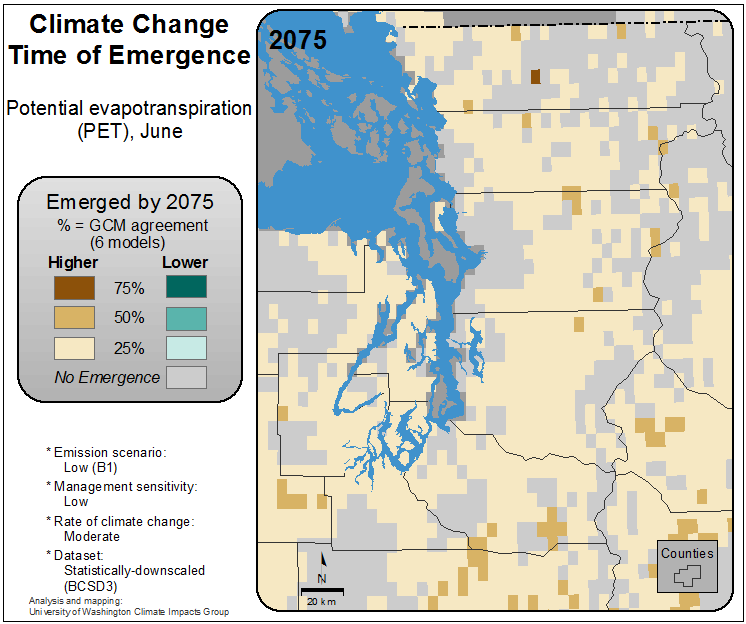 Climate Change
Time of Emergence
Potential evapotranspiration
(PET), June
Emerged by 2075
% = GCM agreement
(6 models)
Higher Lower
75%
50%
25%
No Emergence
* Emission scenario:
Low (B1)
* Management sensitivity:
Low
* Rate of climate change:
Moderate
* Dataset:
Statistically-downscaled
(BCSD3)
Analysis and mapping:
University of Washington Climate Impacts Group
2075
N
20 km
Counties